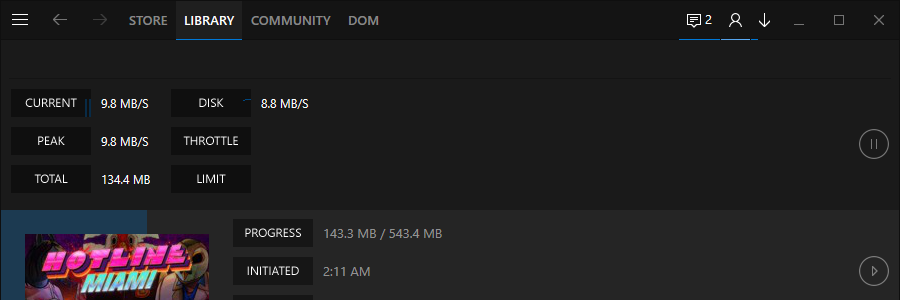 STORE LIBRARY COMMUNITY DOM 2
CURRENT 9.8 MB/S DISK 8.8 MB/S
PEAK 9.8 MB/S THROTTLE
TOTAL 134.4 MB LIMIT
PROGRESS 143.3 MB / 543.4 MB
HOTLINE
MIAMI
INITIATED 2:11 AM